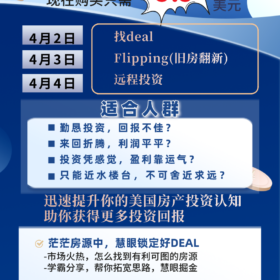 现在购买只需
美元
4月2日 找deal
4月3日 Flipping(旧房翻新)
4月4日 远程投资
适合人群
勤恳投资，回报不佳？
来回折腾，利润平平？
投资凭感觉，盈利靠运气？
只能近水楼台，不可舍近求远？
迅速提升你的美国房产投资认知
助你获得更多投资回报
茫茫房源中，慧眼锁定好DEAL
-市场火热，怎么找到有利可图的房源
-学霸分享，帮你拓宽思路，慧眼掘金